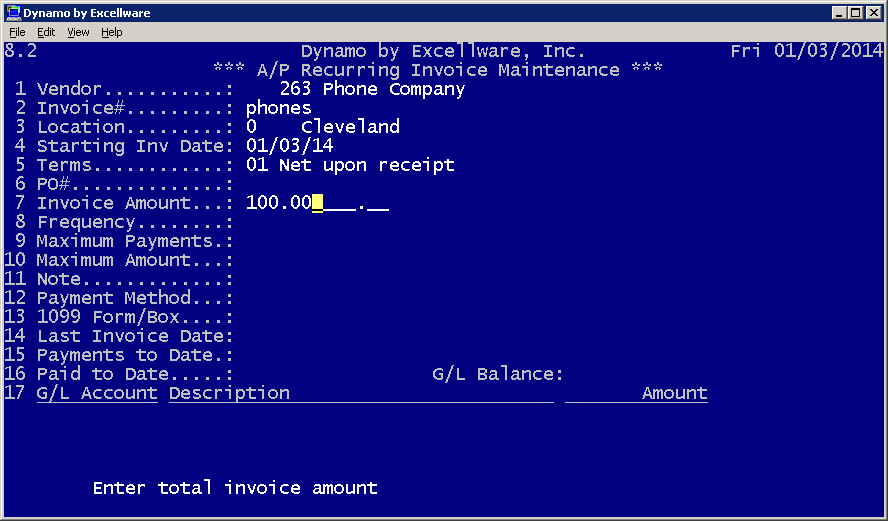 Dynamo by Excellware
File Edit View Help
8.2 Dynamo by Excellware, Inc. Fri 01/03/2014
*** A/P Recurring Invoice Maintenance ***
1 Vendor...........: 263 Phone Company
2 Invoice#.........: phones
3 Location.........: 0 Cleveland
4 Starting Inv Date: 01/03/14
5 Terms............: 01 Net upon receipt
6 PO#..............:
7 Invoice Amount...: 100.00____.__
8 Frequency........:
9 Maximum Payments.:
10 Maximum Amount...:
11 Note.............:
12 Payment Method...:
13 1099 Form/Box....:
14 Last Invoice Date:
15 Payments to Date.:
16 Paid to Date.....: G/L Balance:
17 G/L Account Description Amount
Enter total invoice amount